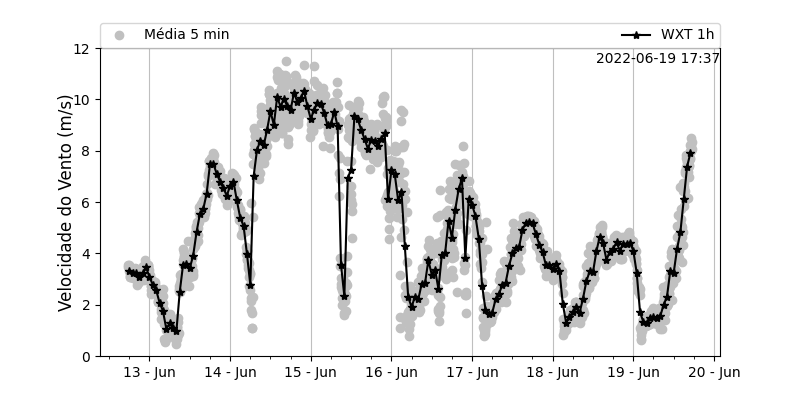 Média 5 min
WXT 1h
2022-06-19 17:37
Velocidade do Vento (m/s)
12
10
8
6
4
2
0
13 - Jun
14 - Jun
15 - Jun
16 - Jun
17 - Jun
18 - Jun
19 - Jun
20 - Jun